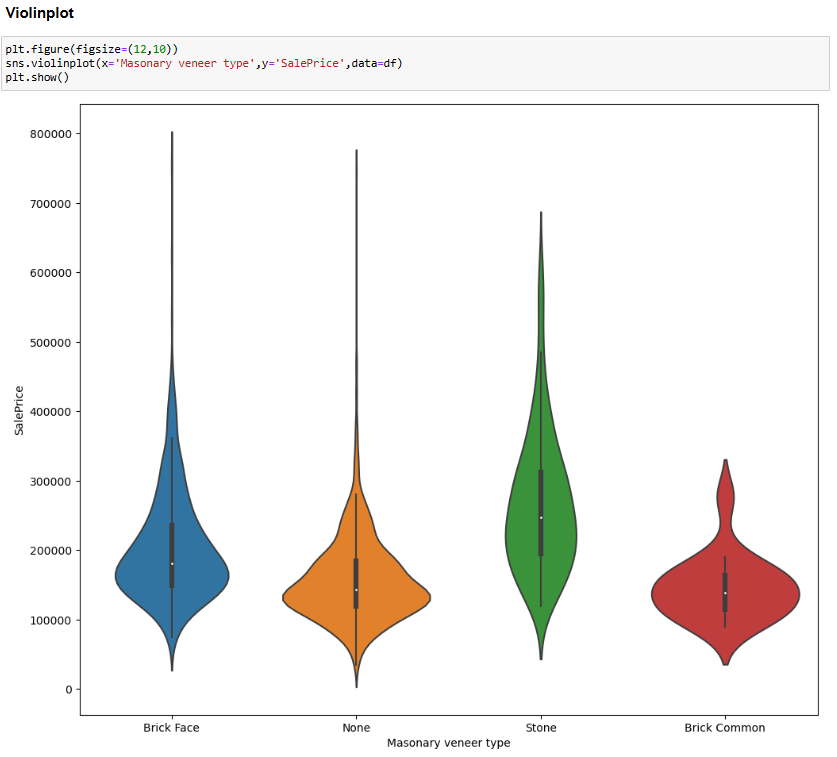 Violinplot
plt.figure(figsize=(12,10))
sns.violinplot(x='Masonary veneer type',y='SalePrice',data=df)
plt.show()
800000
700000
600000
500000
400000
300000
200000
100000
0
SalePrice
Brick Face None Stone Brick Common
Masonary veneer type